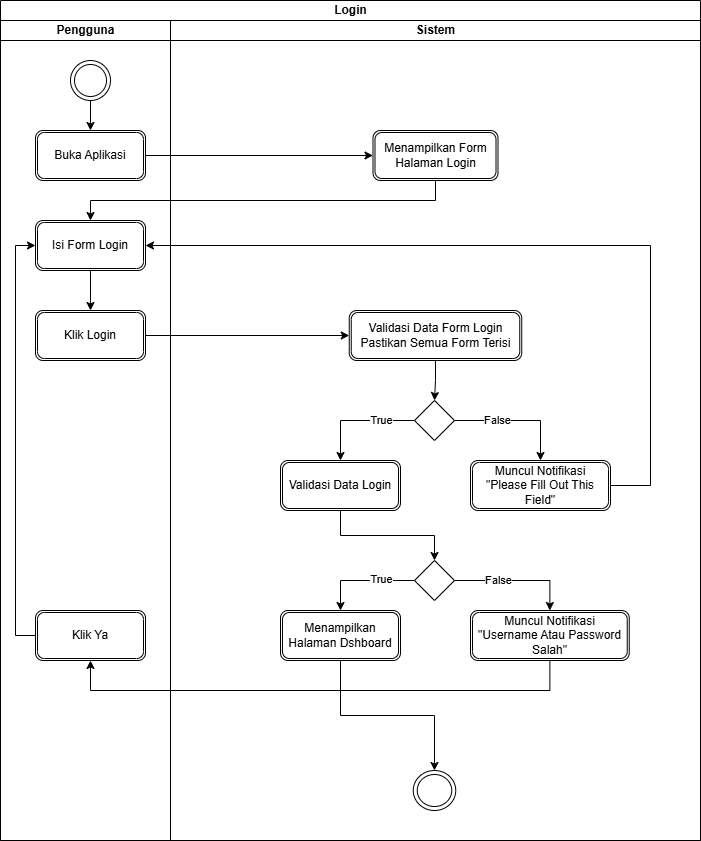 Login
Pengguna
Sistem
Buka Aplikasi
Menampilkan Form
Halaman Login
Isi Form Login
Klik Login
Validasi Data Form Login
Pastikan Semua Form Terisi
True
False
Validasi Data Login
Muncul Notifikasi
"Please Fill Out This
Field"
True
False
Klik Ya
Menampilkan
Halaman Dshboard
Muncul Notifikasi
"Username Atau Password
Salah"